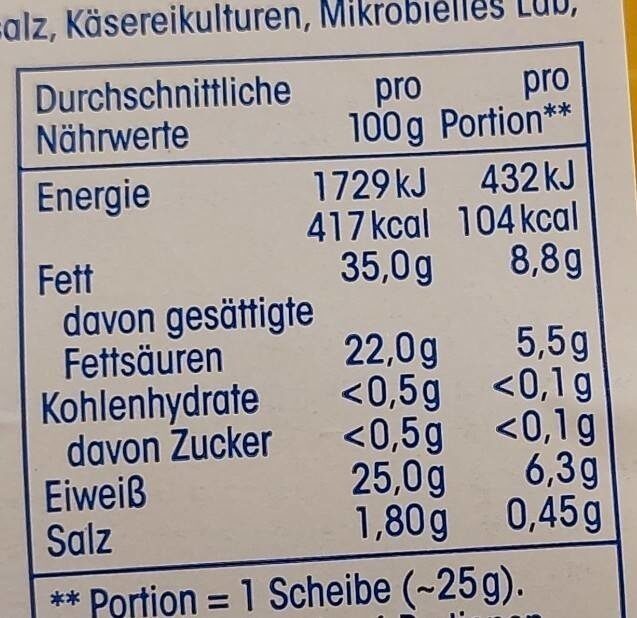 salz, Käsereikulturen, Mikrobielles Lab,
Durchschnittliche pro pro
Nährwerte 100g Portion**
Energie 1729kJ 432kJ
417kcal 104kcal
Fett 35,0g 8,8g
davon gesättigte
Fettsäuren 22,0g 5,5g
Kohlenhydrate <0,5g <0,1g
davon Zucker <0,5g <0,1g
Eiweiß 25,0g 6,3g
Salz 1,80g 0,45g
** Portion = 1 Scheibe (~25g).